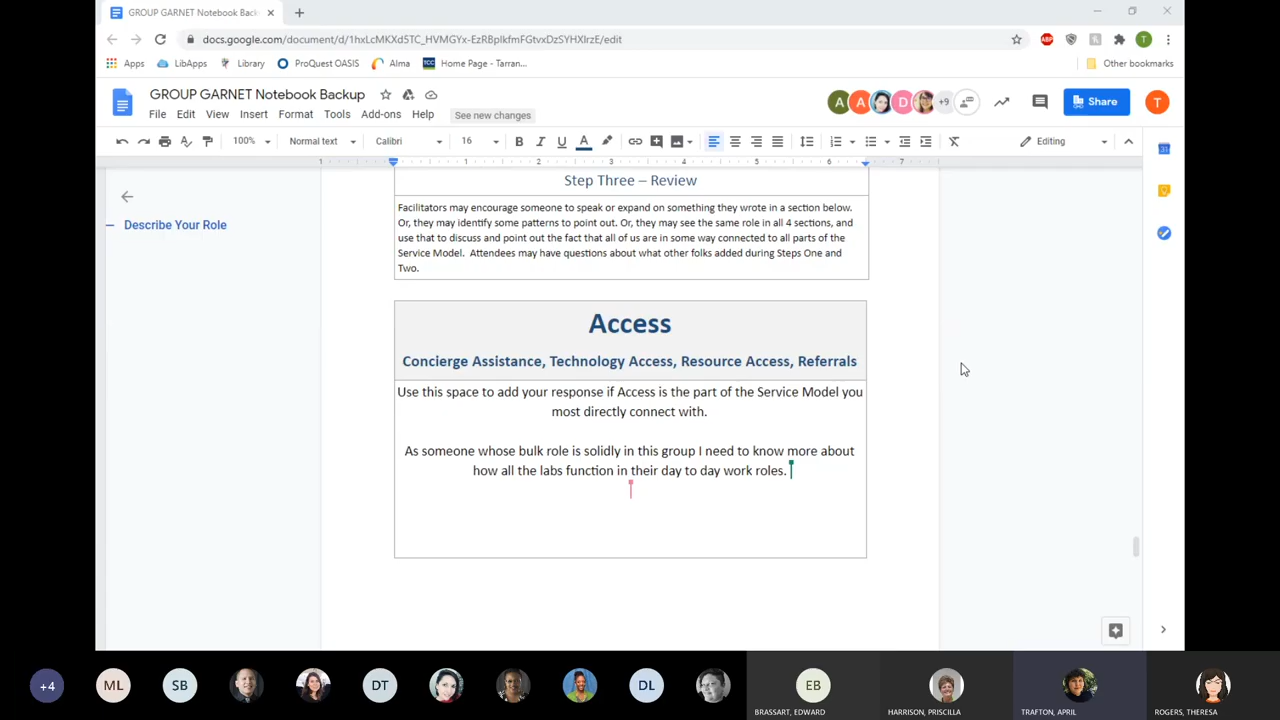 GROUP GARNET Notebook Back
docs.google.com/document/d/1hxLcMKXd5TC_HVMGYx-EzRBplkfmFGtvxDzSYHXIrzE/edit
ABP
T
Apps
LibApps
Library
ProQuest OASIS
Alma
Home Page - Tarran...
Other bookmarks
GROUP GARNET Notebook Backup
A
A
D
+9
Share
T
File Edit View Insert Format Tools Add-ons Help
See new changes
100%
Normal text
Calibri
16
B I U A
Editing
1 1 2 3 4 5 6 7
31
Describe Your Role
Step Three – Review
Facilitators may encourage someone to speak or expand on something they wrote in a section below.
Or, they may identify some patterns to point out. Or, they may see the same role in all 4 sections, and
use that to discuss and point out the fact that all of us are in some way connected to all parts of the
Service Model. Attendees may have questions about what other folks added during Steps One and
Two.
Access
Concierge Assistance, Technology Access, Resource Access, Referrals
Use this space to add your response if Access is the part of the Service Model you
most directly connect with.
As someone whose bulk role is solidly in this group I need to know more about
how all the labs function in their day to day work roles.
+4
ML
SB
DT
DL
EB
BRASSART, EDWARD
HARRISON, PRISCILLA
TRAFTON, APRIL
ROGERS, THERESA